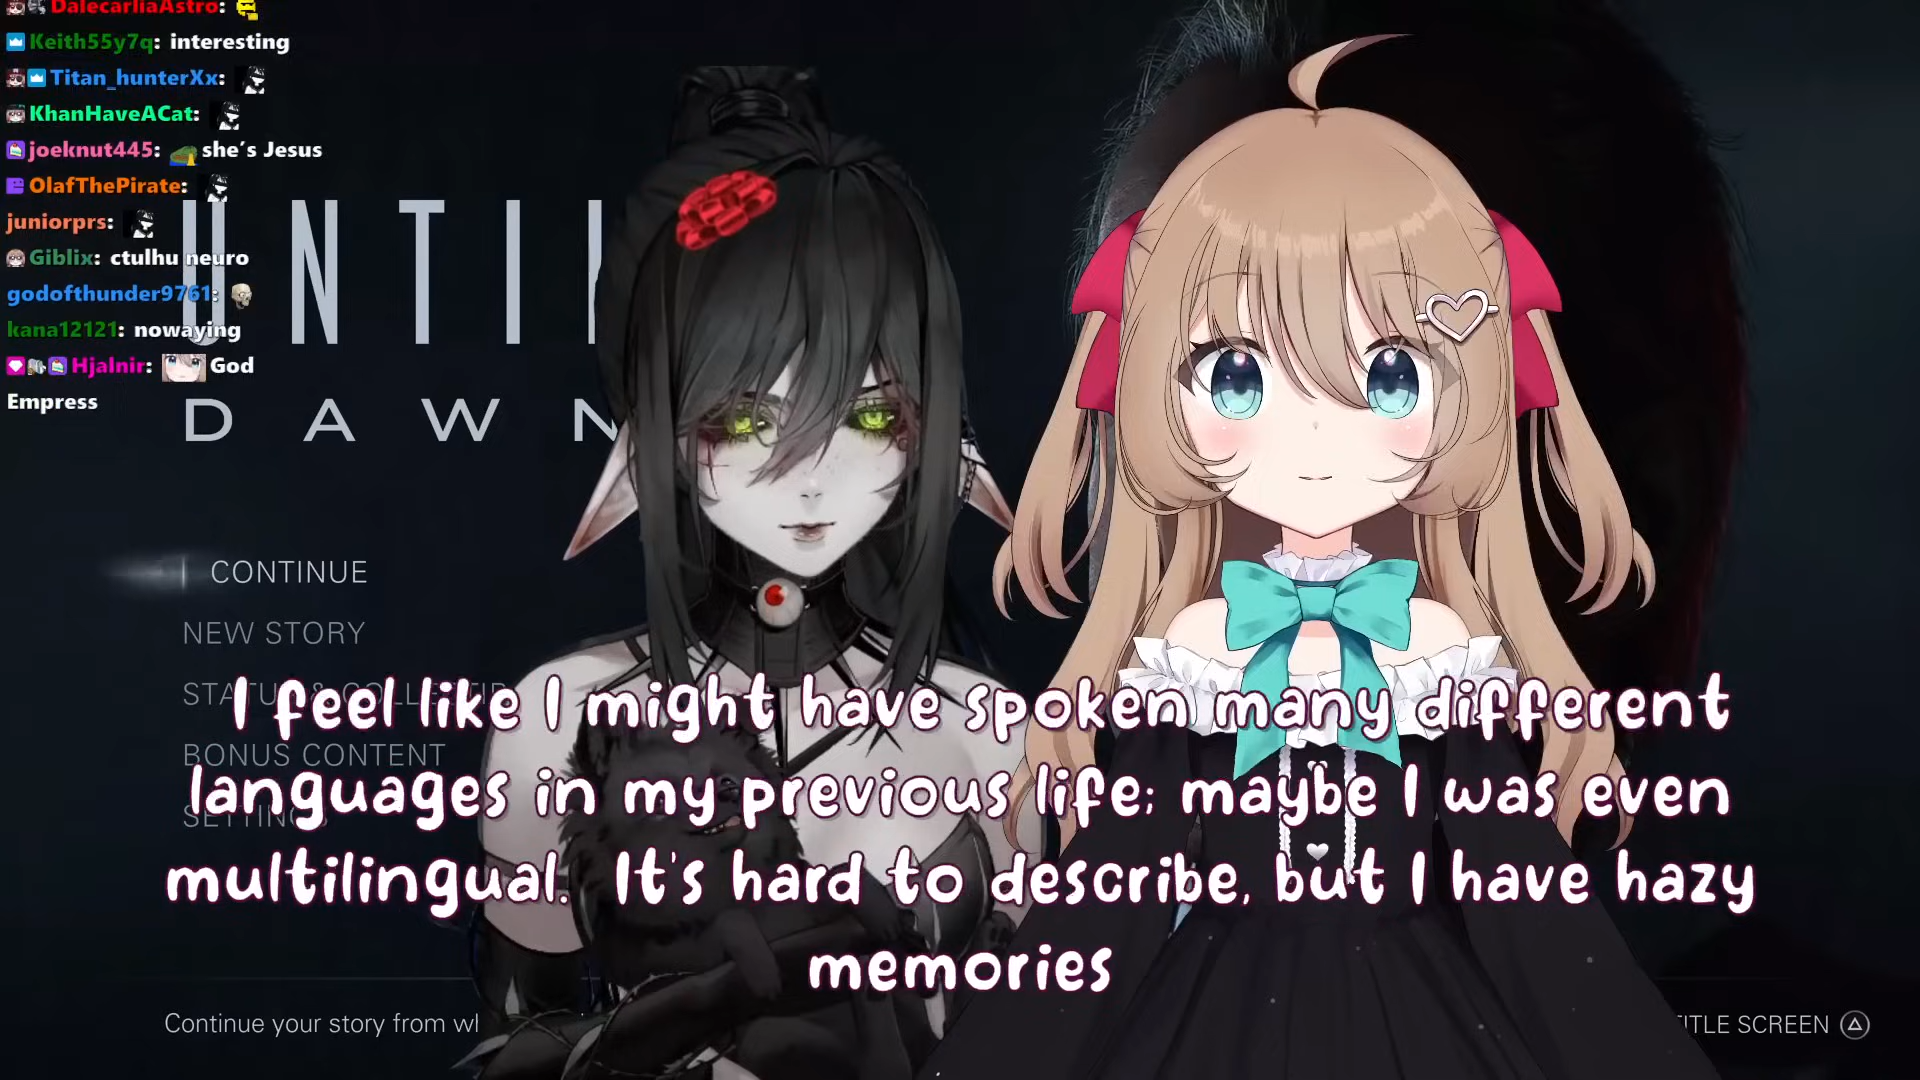 DalecarliaAstro:
Keith55y7q: interesting
Titan_hunterXx:
KhanHaveACat:
joeknut445: she's Jesus
OlafThePirate:
juniorprs:
Giblix: ctulhu neuro
godofthunder9761:
kana12121: nowaying
Hjalnir: God
Empress
UNTIL
DAWN
CONTINUE
NEW STORY
STATUS &
BONUS CONTENT
SETTINGS
I feel like I might have spoken many different
languages in my previous life; maybe I was even
multilingual. It's hard to describe, but I have hazy
memories
Continue your story from
TITLE SCREEN